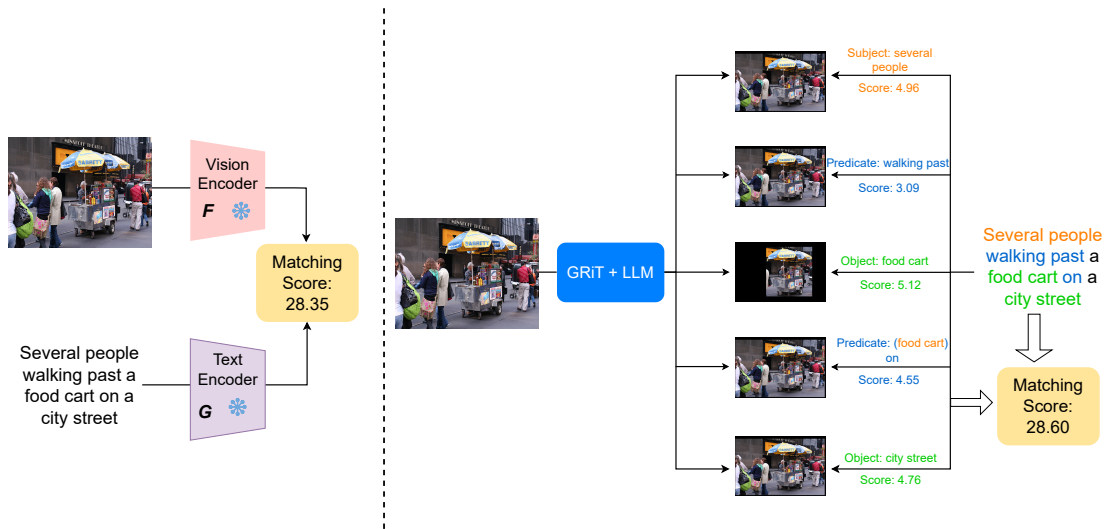 Vision
Encoder
F
Matching
Score:
28.35
Several people
walking past a
food cart on a
city street
Text
Encoder
G
GRiT + LLM
Subject: several
people
Score: 4.96
Predicate: walking past
Score: 3.09
Object: food cart
Score: 5.12
Predicate: (food cart)
on
Score: 4.55
Object: city street
Score: 4.76
Several people
walking past a
food cart on a
city street
Matching
Score:
28.60